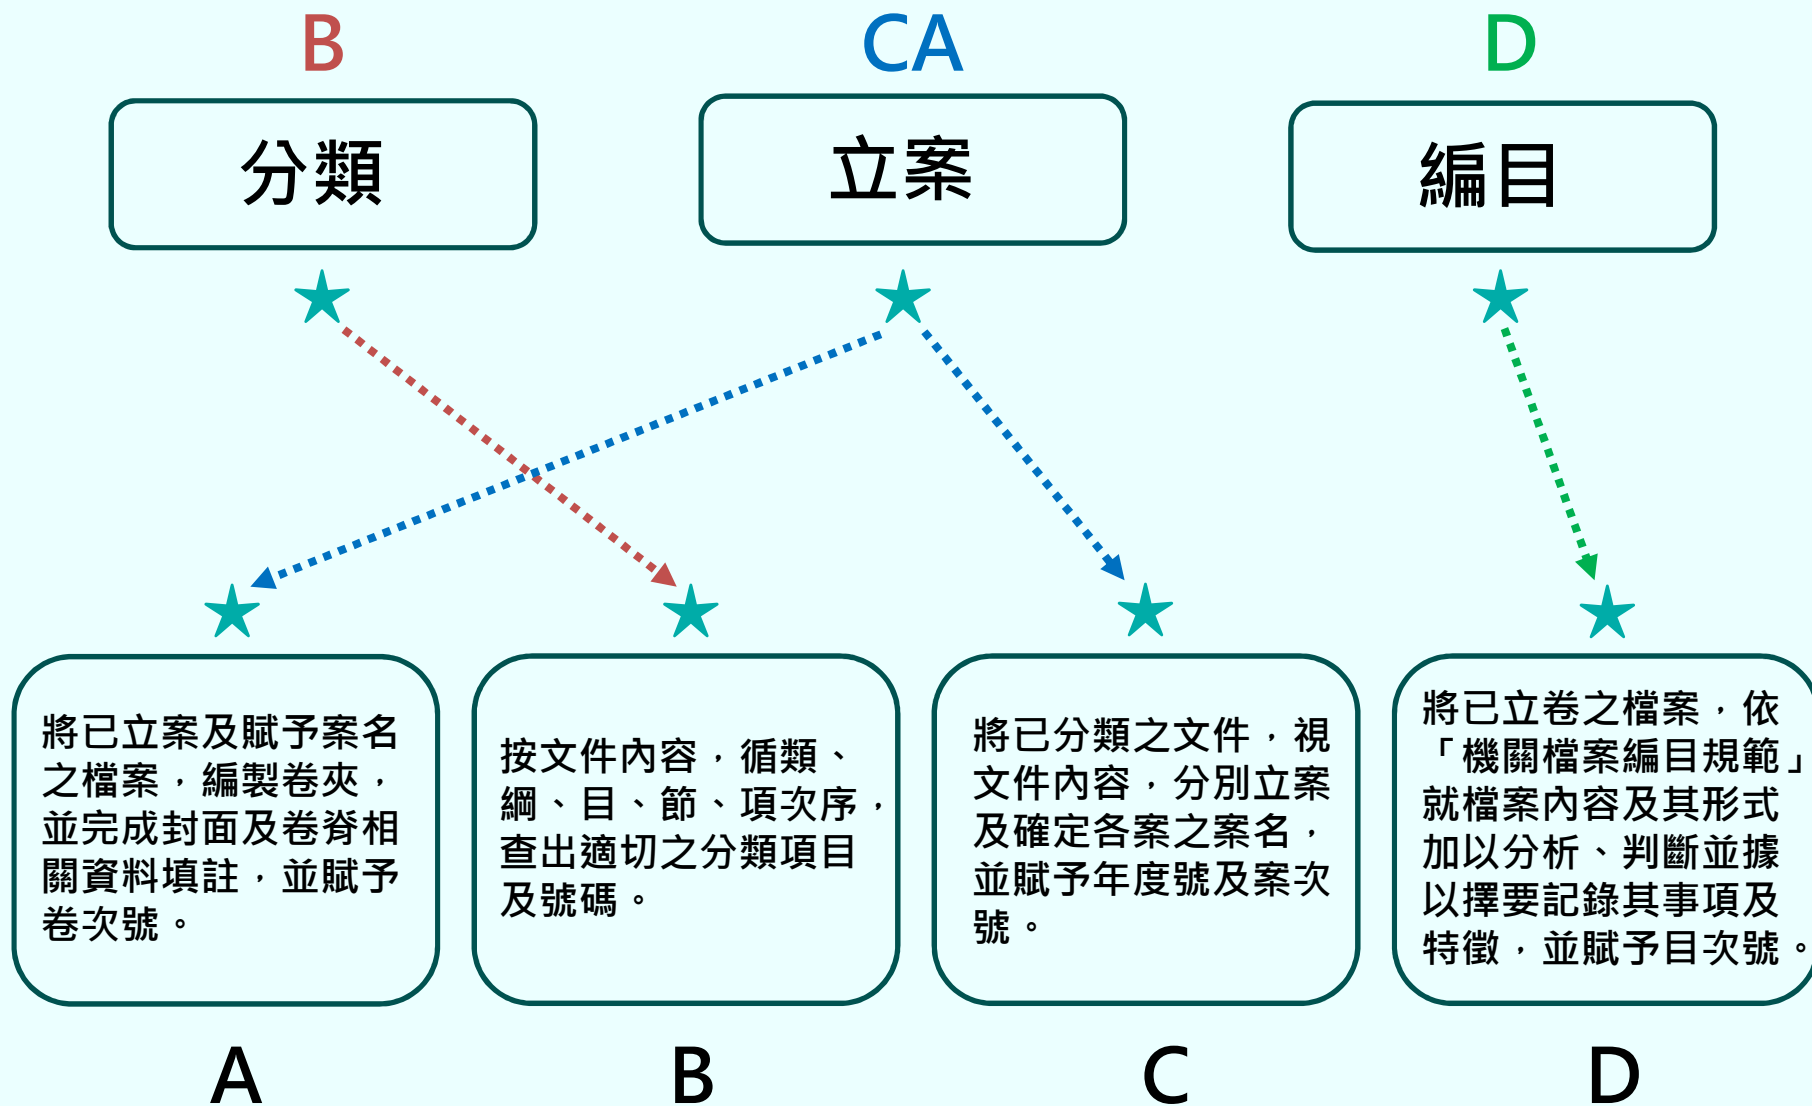 B
CA
D
分類
立案
編目
將已立案及賦予案名
之檔案，編製卷夾，
並完成封面及卷脊相
關資料填註，並賦予
卷次號。
按文件內容，循類、
綱、目、節、項次序，
查出適切之分類項目
及號碼。
將已分類之文件，視
文件內容，分別立案
及確定各案之案名，
並賦予年度號及案次
號。
將已立卷之檔案，依
「機關檔案編目規範」
就檔案內容及其形式
加以分析、判斷並據
以擇要記錄其事項及
特徵，並賦予目次號。
A
B
C
D